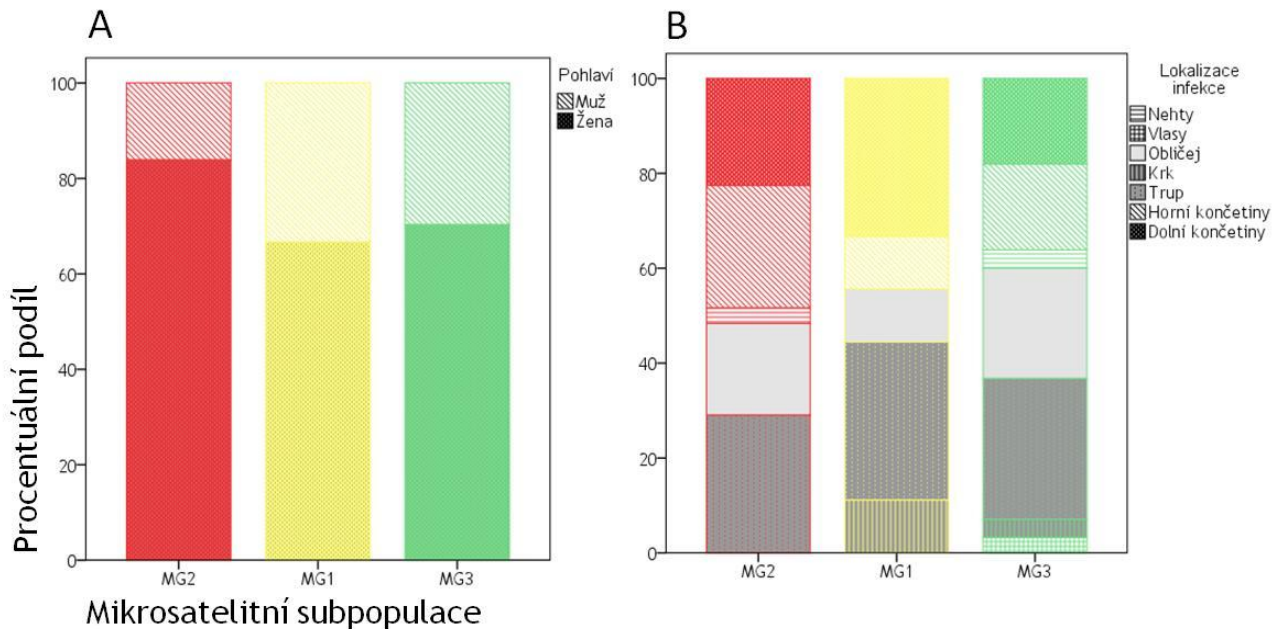 A
100
80
60
40
20
0
Procentuální podíl
MG2 MG1 MG3
Mikrosatelitní subpopulace
Pohlaví
Muž
Žena
B
100
80
60
40
20
0
MG2 MG1 MG3
Lokalizace
infekce
Nehty
Vlasy
Obličej
Krk
Trup
Horní končetiny
Dolní končetiny